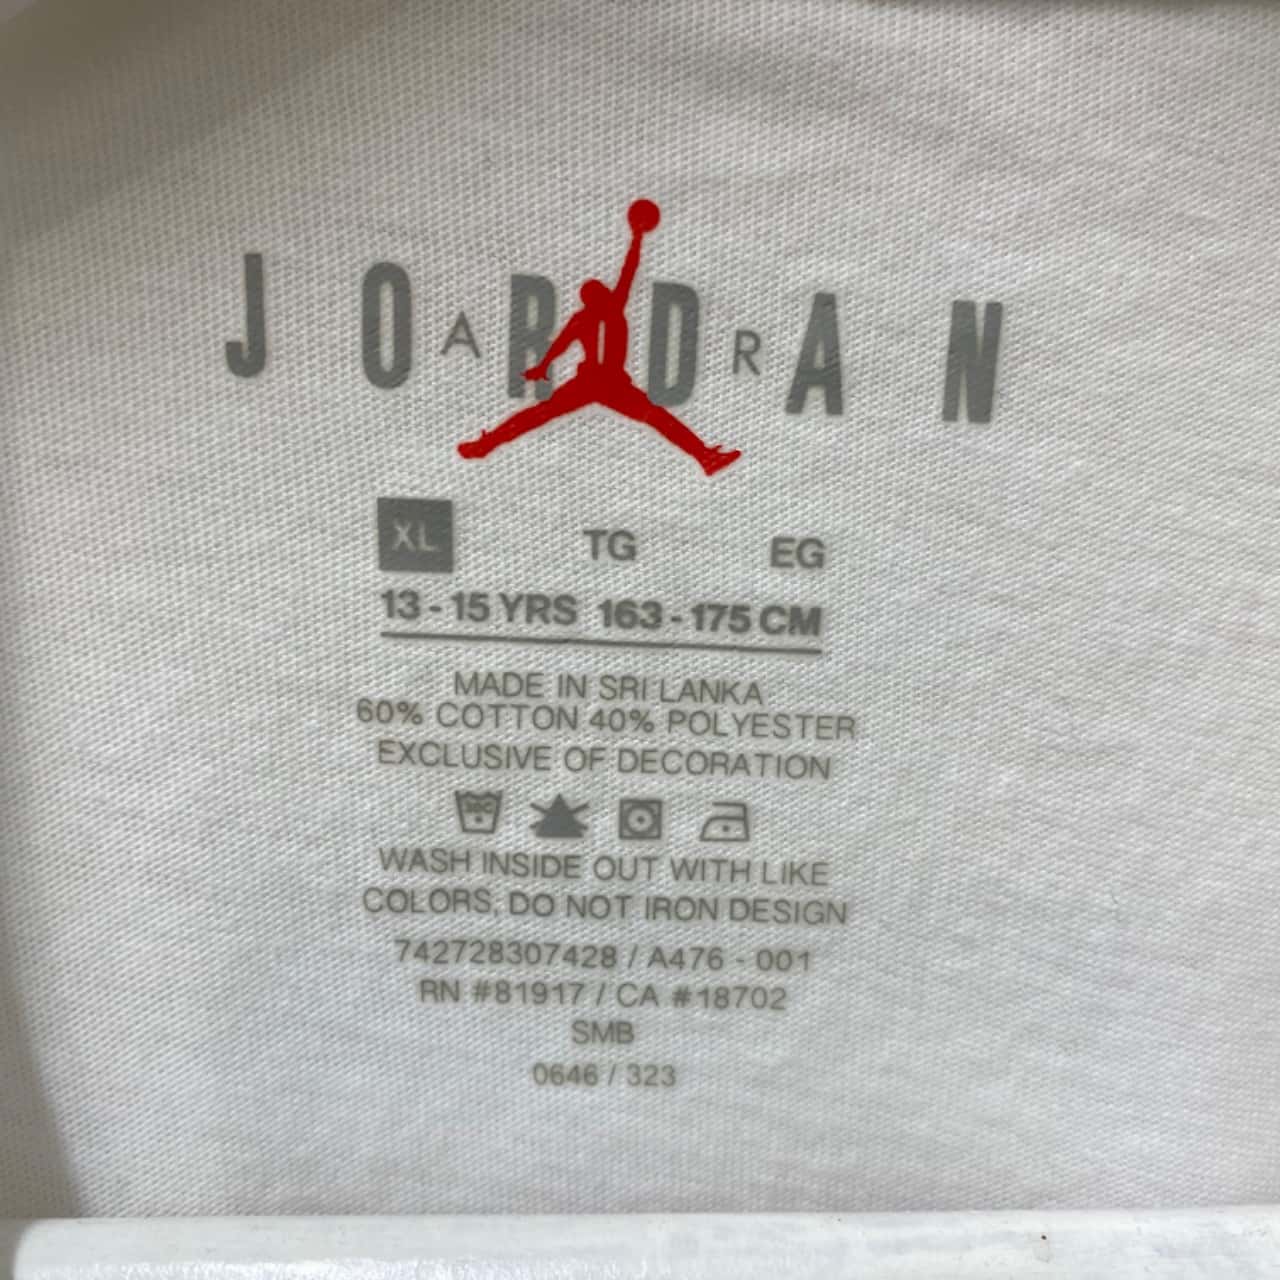 JORDAN
AIR
XL TG EG
13 - 15 YRS 163 - 175 CM
MADE IN SRI LANKA
60% COTTON 40% POLYESTER
EXCLUSIVE OF DECORATION
30C
WASH INSIDE OUT WITH LIKE
COLORS, DO NOT IRON DESIGN
742728307428 / A476 - 001
RN #81917 / CA #18702
SMB
0646 / 323